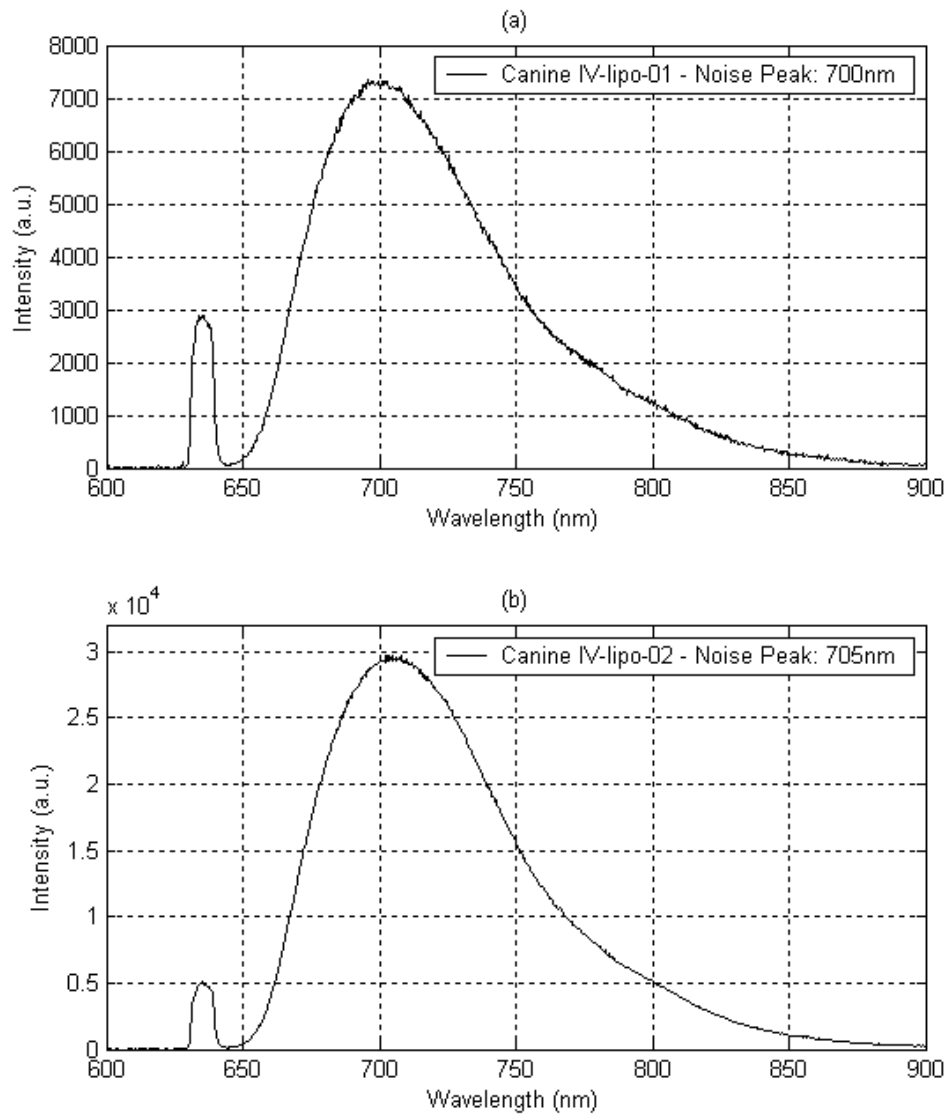 (a)
8000
7000
6000
5000
4000
3000
2000
1000
0
Intensity (a.u.)
Canine IV-lipo-01 - Noise Peak: 700nm
600 650 700 750 800 850 900
Wavelength (nm)
(b)
x 10^4
3
2.5
2
1.5
1
0.5
0
Intensity (a.u.)
Canine IV-lipo-02 - Noise Peak: 705nm
600 650 700 750 800 850 900
Wavelength (nm)